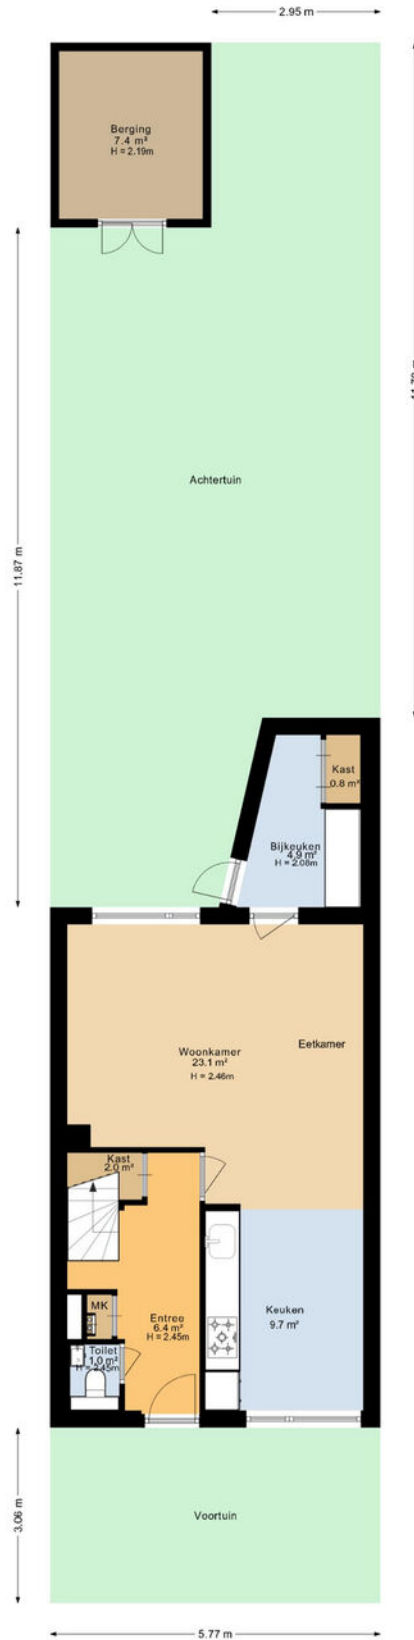 2.95 m
Berging
7.4 m²
H = 2.19m
Achtertuin
11.87 m
Kast
0.8 m²
Bijkeuken
4.9 m²
H = 2.08m
Woonkamer
23.1 m²
H = 2.46m
Eetkamer
Kast
2.0 m²
MK
Entree
6.4 m²
H = 2.45m
Keuken
9.7 m²
Toilet
1.0 m²
H = 2.45m
3.06 m
Voortuin
5.77 m